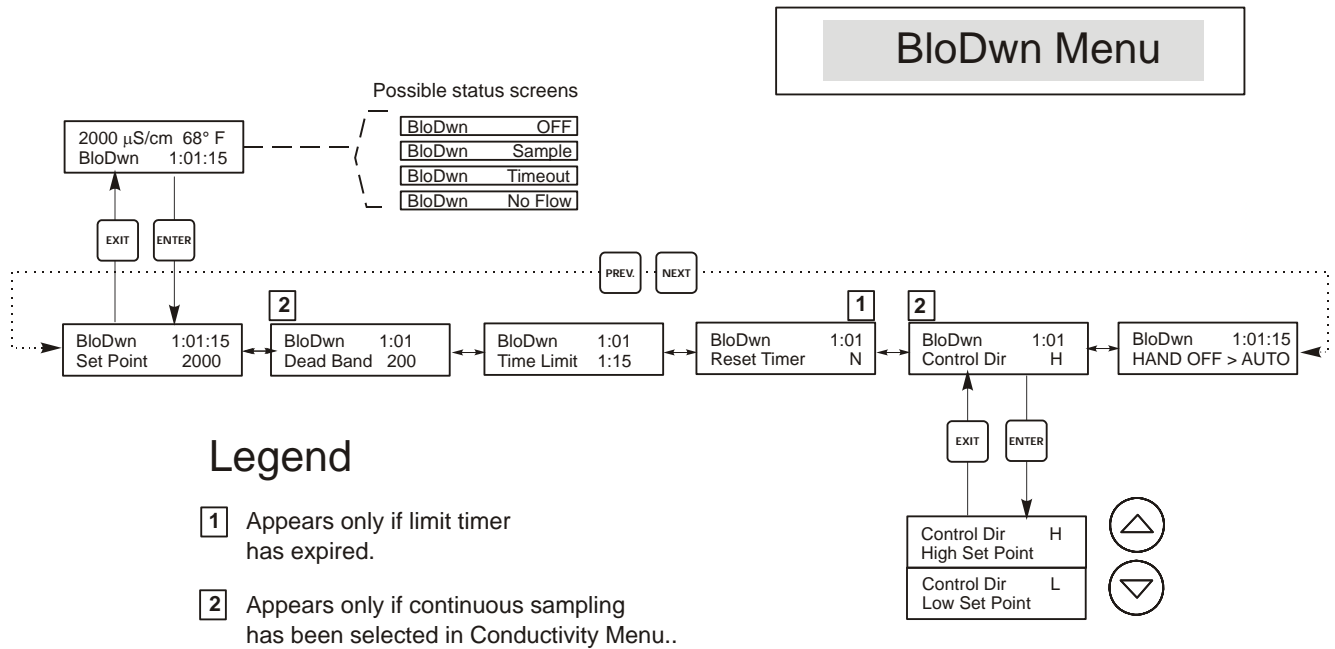 BloDwn Menu
Possible status screens
2000 μS/cm 68° F
BloDwn 1:01:15
BloDwn OFF
BloDwn Sample
BloDwn Timeout
BloDwn No Flow
EXIT
ENTER
PREV.
NEXT
BloDwn 1:01:15
Set Point 2000
2
BloDwn 1:01
Dead Band 200
BloDwn 1:01
Time Limit 1:15
1
BloDwn 1:01
Reset Timer N
2
BloDwn 1:01
Control Dir H
BloDwn 1:01:15
HAND OFF > AUTO
EXIT
ENTER
Control Dir H
High Set Point
Control Dir L
Low Set Point
Legend
1 Appears only if limit timer
has expired.
2 Appears only if continuous sampling
has been selected in Conductivity Menu..